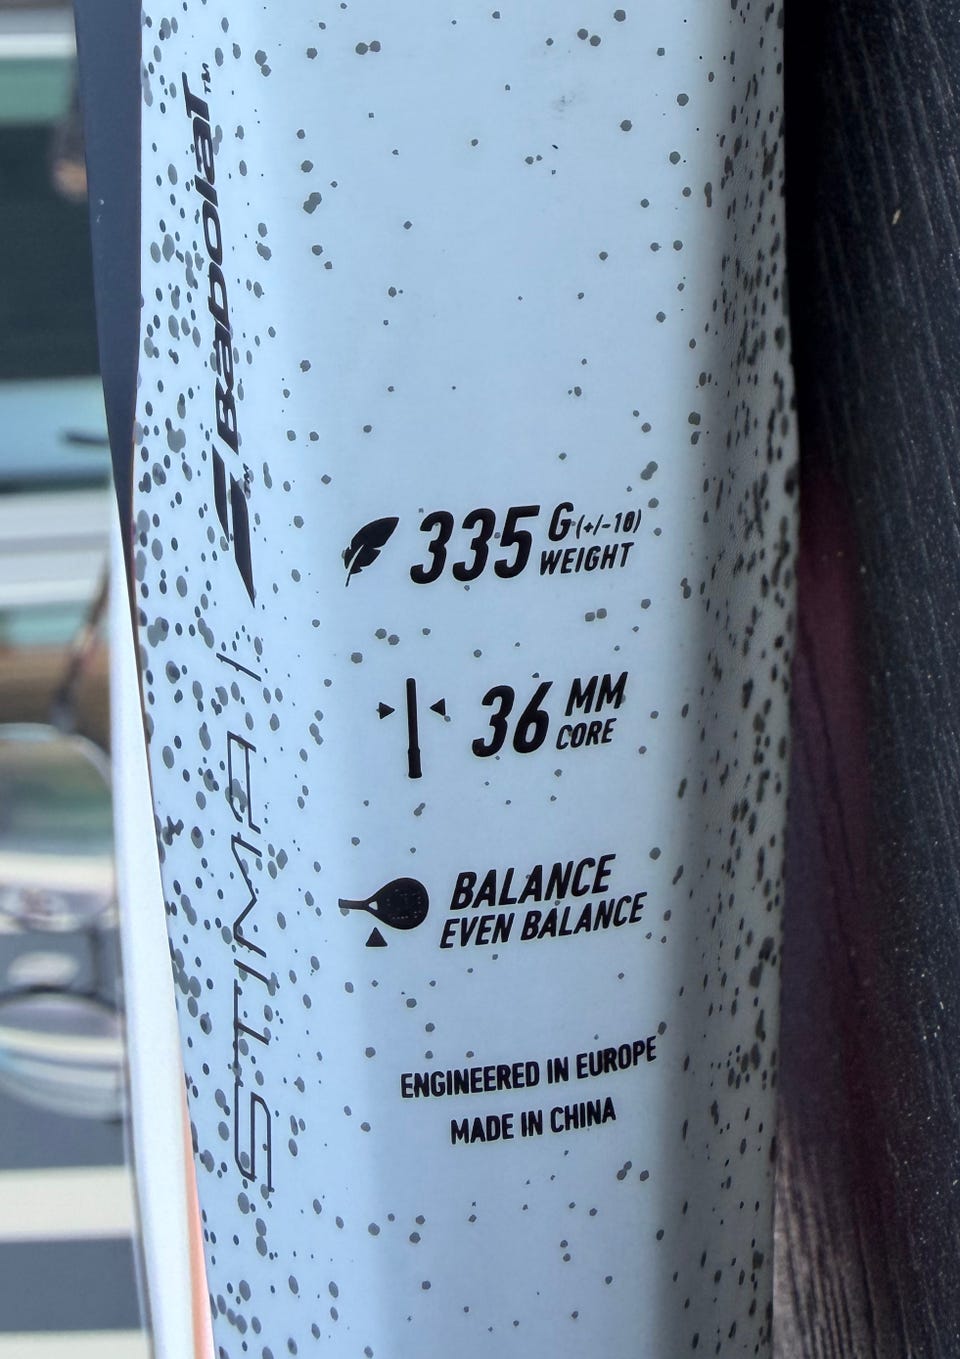 Babolat™
STIMA
335 G (+/-10)
WEIGHT
36 MM
CORE
BALANCE
EVEN BALANCE
ENGINEERED IN EUROPE
MADE IN CHINA